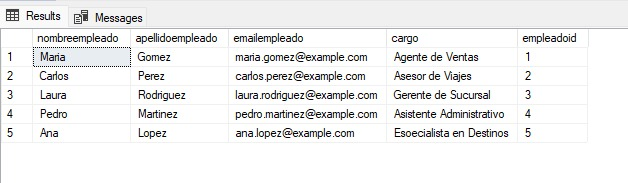 Results Messages
nombreempleado apellidoempleado emailempleado cargo empleadoid
1 Maria Gomez maria.gomez@example.com Agente de Ventas 1
2 Carlos Perez carlos.perez@example.com Asesor de Viajes 2
3 Laura Rodriguez laura.rodriguez@example.com Gerente de Sucursal 3
4 Pedro Martinez pedro.martinez@example.com Asistente Administrativo 4
5 Ana Lopez ana.lopez@example.com Esoecialista en Destinos 5